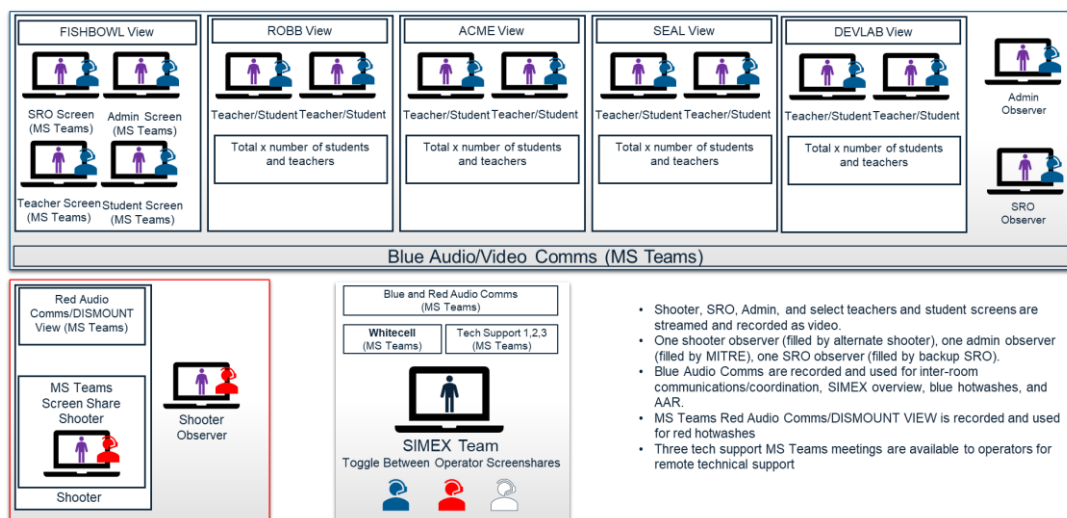 FISHBOWL View
SRO Screen
(MS Teams)
Admin Screen
(MS Teams)
Teacher Screen
(MS Teams)
Student Screen
(MS Teams)
ROBB View
Teacher/Student
Teacher/Student
Total x number of students
and teachers
ACME View
Teacher/Student
Teacher/Student
Total x number of students
and teachers
SEAL View
Teacher/Student
Teacher/Student
Total x number of students
and teachers
DEVLAB View
Teacher/Student
Teacher/Student
Total x number of students
and teachers
Admin
Observer
SRO
Observer
Blue Audio/Video Comms (MS Teams)
Red Audio
Comms/DISMOUNT
View (MS Teams)
MS Teams
Screen Share
Shooter
Shooter
Shooter
Observer
Blue and Red Audio Comms
(MS Teams)
Whitecell
(MS Teams)
Tech Support 1,2,3
(MS Teams)
SIMEX Team
Toggle Between Operator Screenshares
• Shooter, SRO, Admin, and select teachers and student screens are
streamed and recorded as video.
• One shooter observer (filled by alternate shooter), one admin observer
(filled by MITRE), one SRO observer (filled by backup SRO).
• Blue Audio Comms are recorded and used for inter-room
communications/coordination, SIMEX overview, blue hotwashes, and
AAR.
• MS Teams Red Audio Comms/DISMOUNT VIEW is recorded and used
for red hotwashes
• Three tech support MS Teams meetings are available to operators for
remote technical support